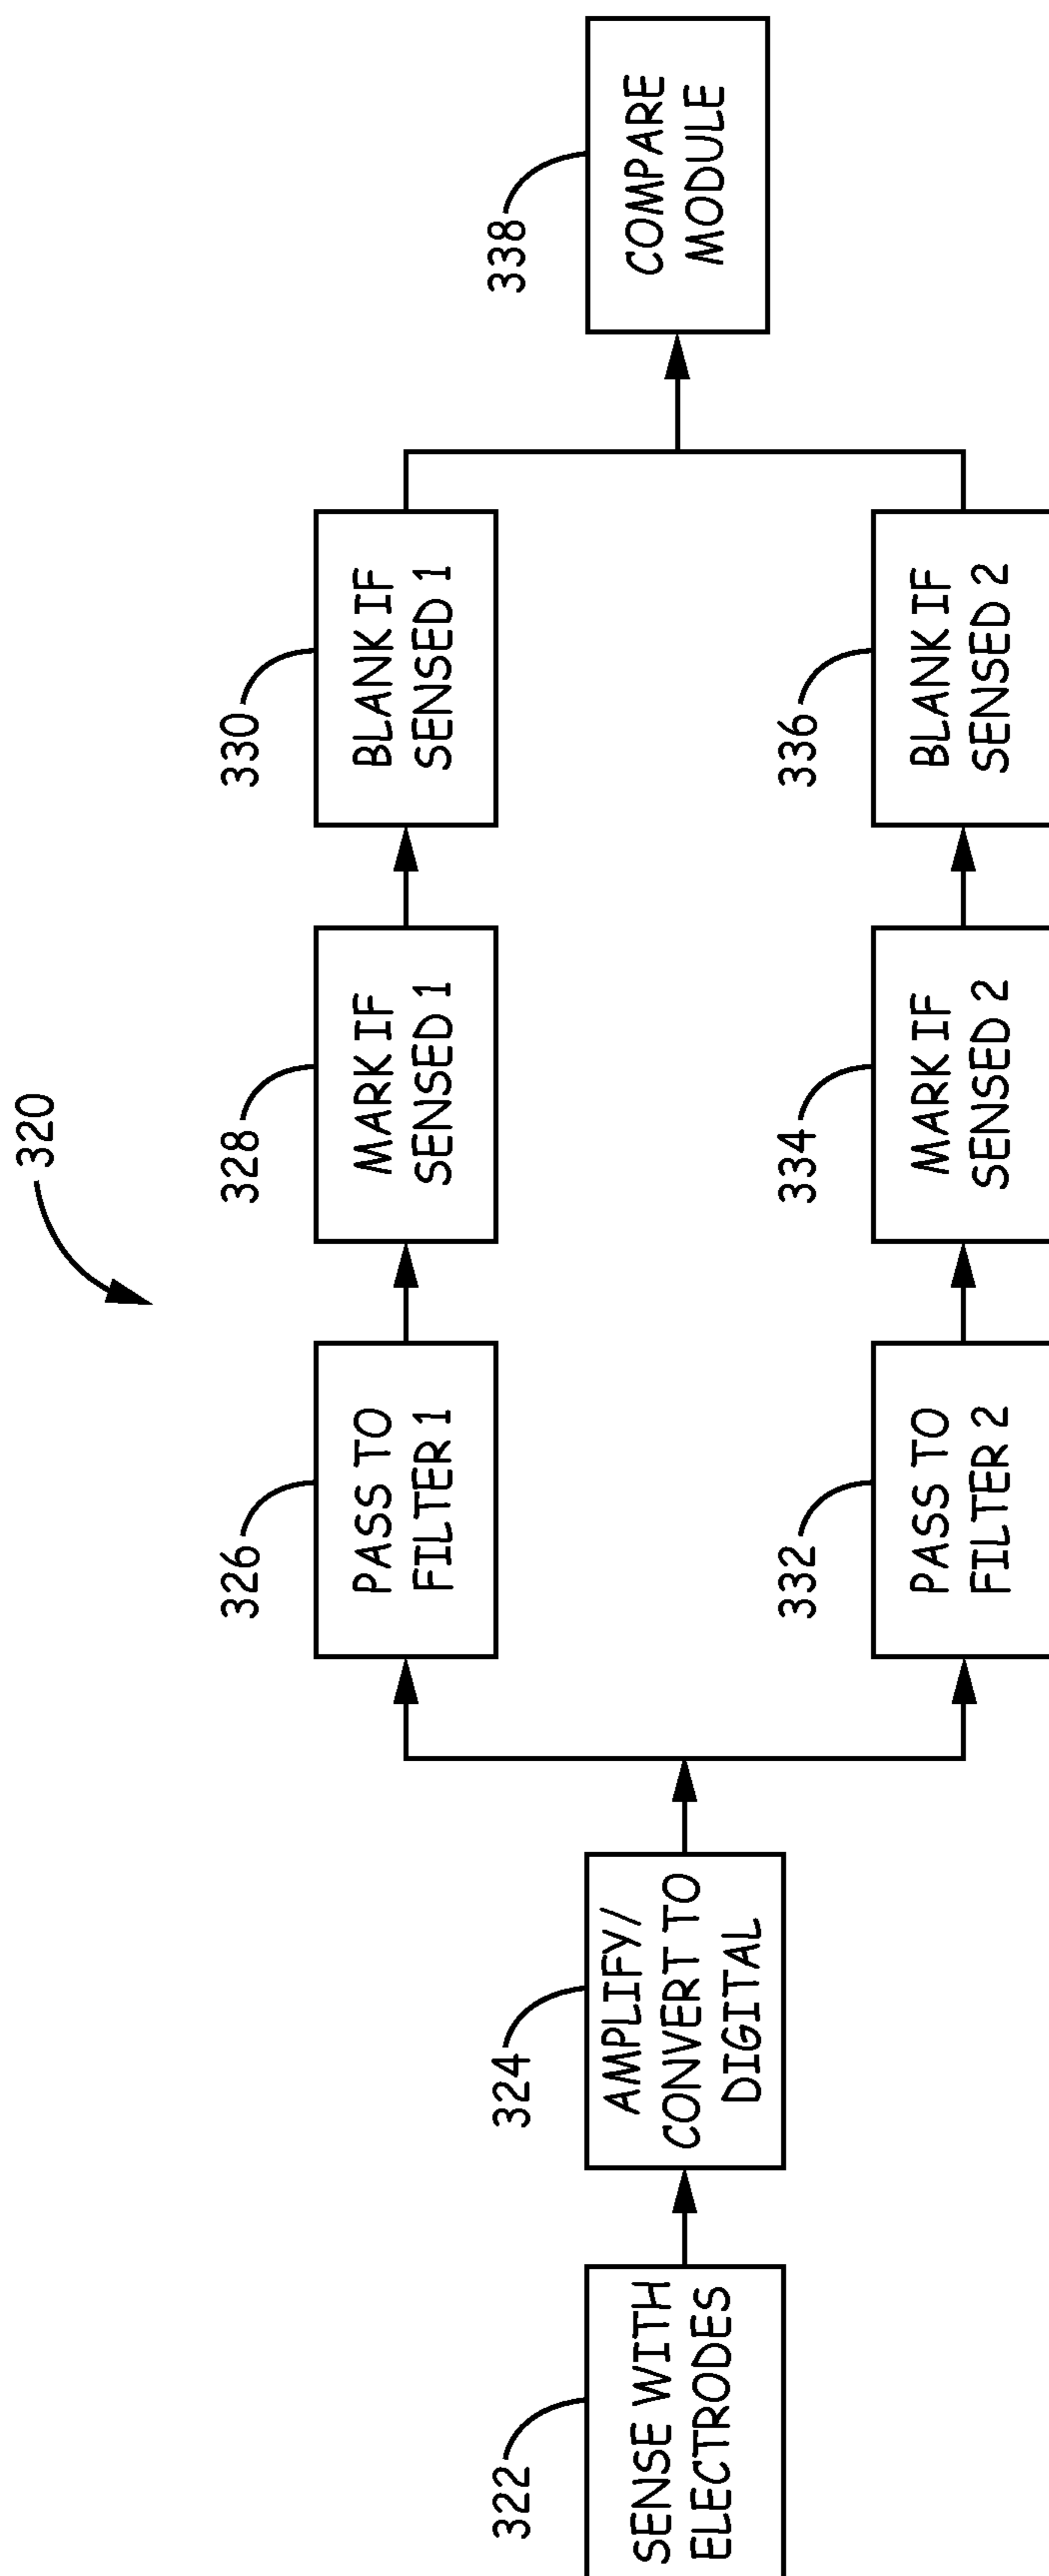 320
322
SENSE WITH
ELECTRODES
324
AMPLIFY/
CONVERT TO
DIGITAL
326
PASS TO
FILTER 1
328
MARK IF
SENSED 1
330
BLANK IF
SENSED 1
332
PASS TO
FILTER 2
334
MARK IF
SENSED 2
336
BLANK IF
SENSED 2
338
COMPARE
MODULE